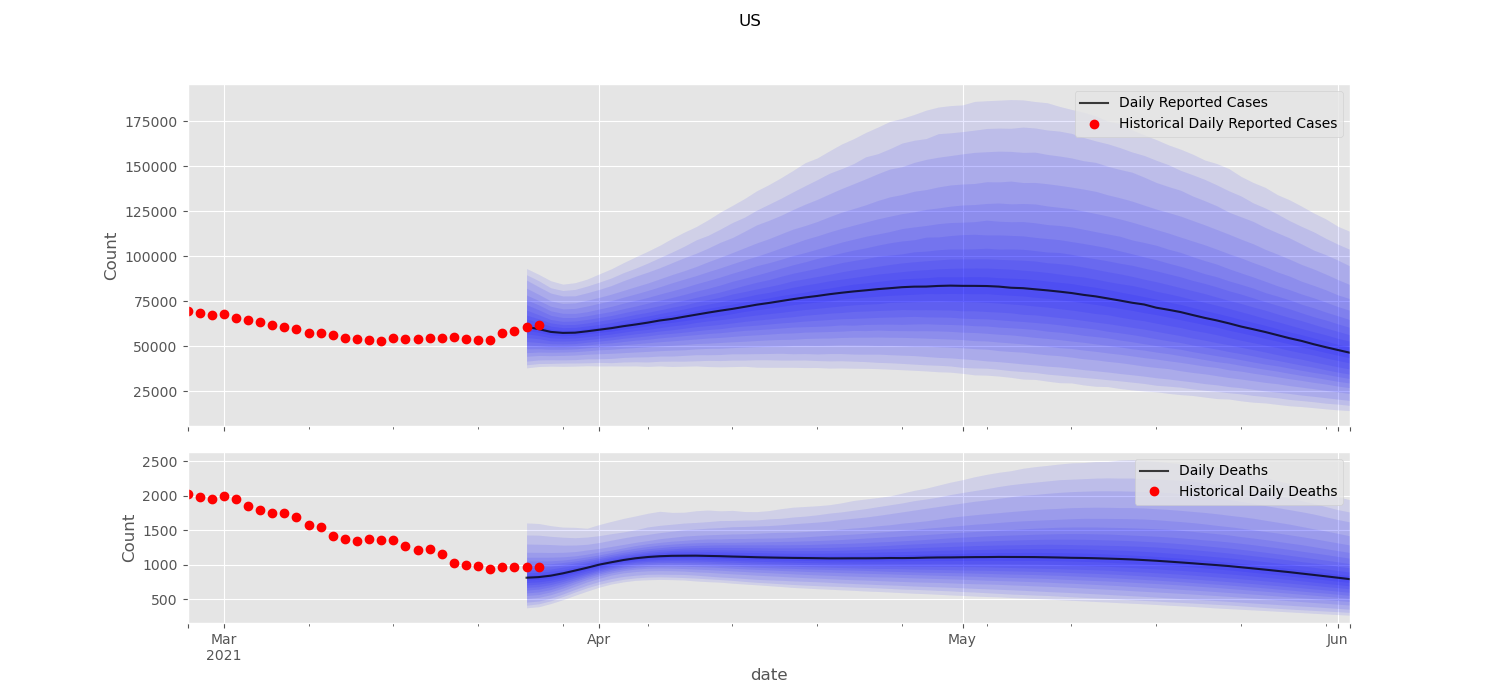 US
Daily Reported Cases
Historical Daily Reported Cases
175000
150000
125000
100000
75000
50000
25000
Count
Daily Deaths
Historical Daily Deaths
2500
2000
1500
1000
500
Count
Mar
2021
Apr
May
Jun
date